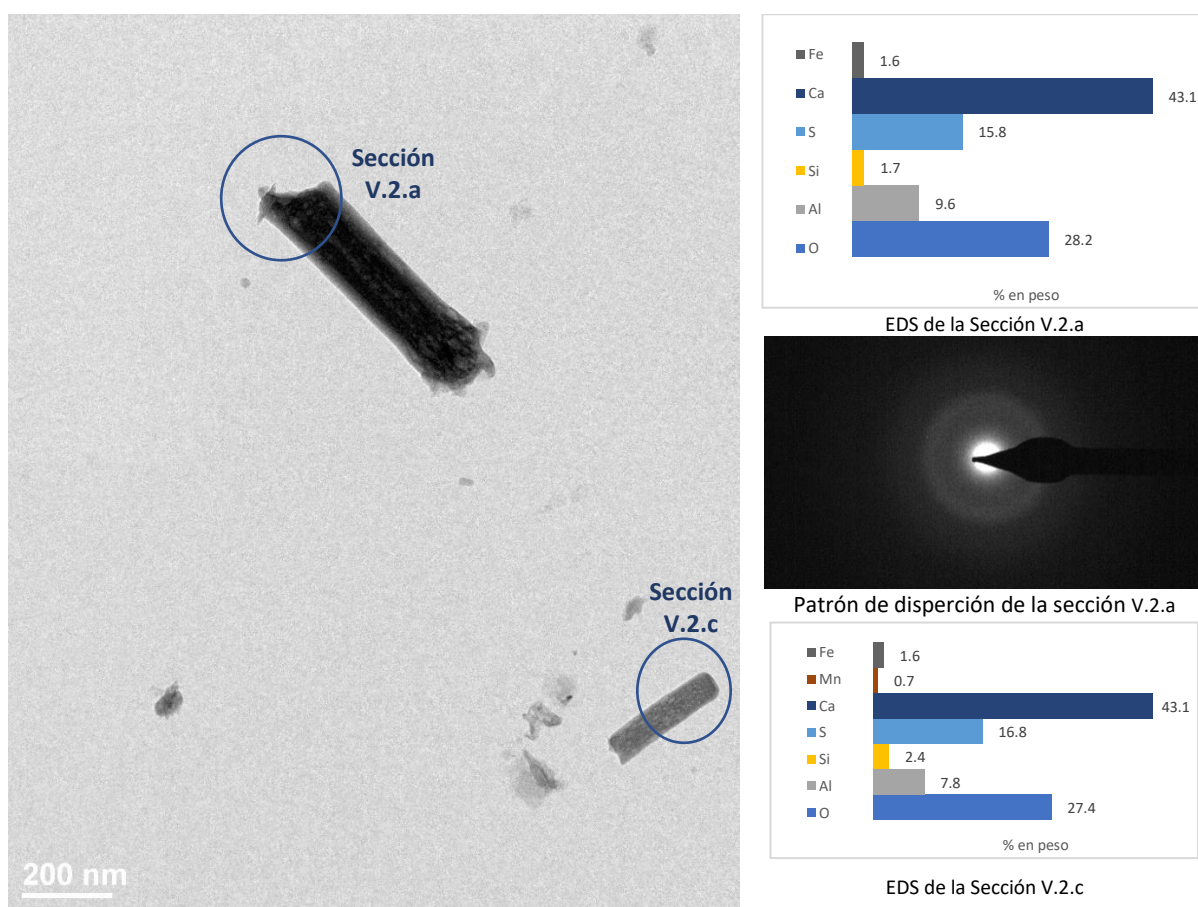 Sección
V.2.a
Sección
V.2.c
200 nm
Fe
1.6
Ca
43.1
S
15.8
Si
1.7
Al
9.6
O
28.2
% en peso
EDS de la Sección V.2.a
Patrón de disperción de la sección V.2.a
Fe
1.6
Mn
0.7
Ca
43.1
S
16.8
Si
2.4
Al
7.8
O
27.4
% en peso
EDS de la Sección V.2.c